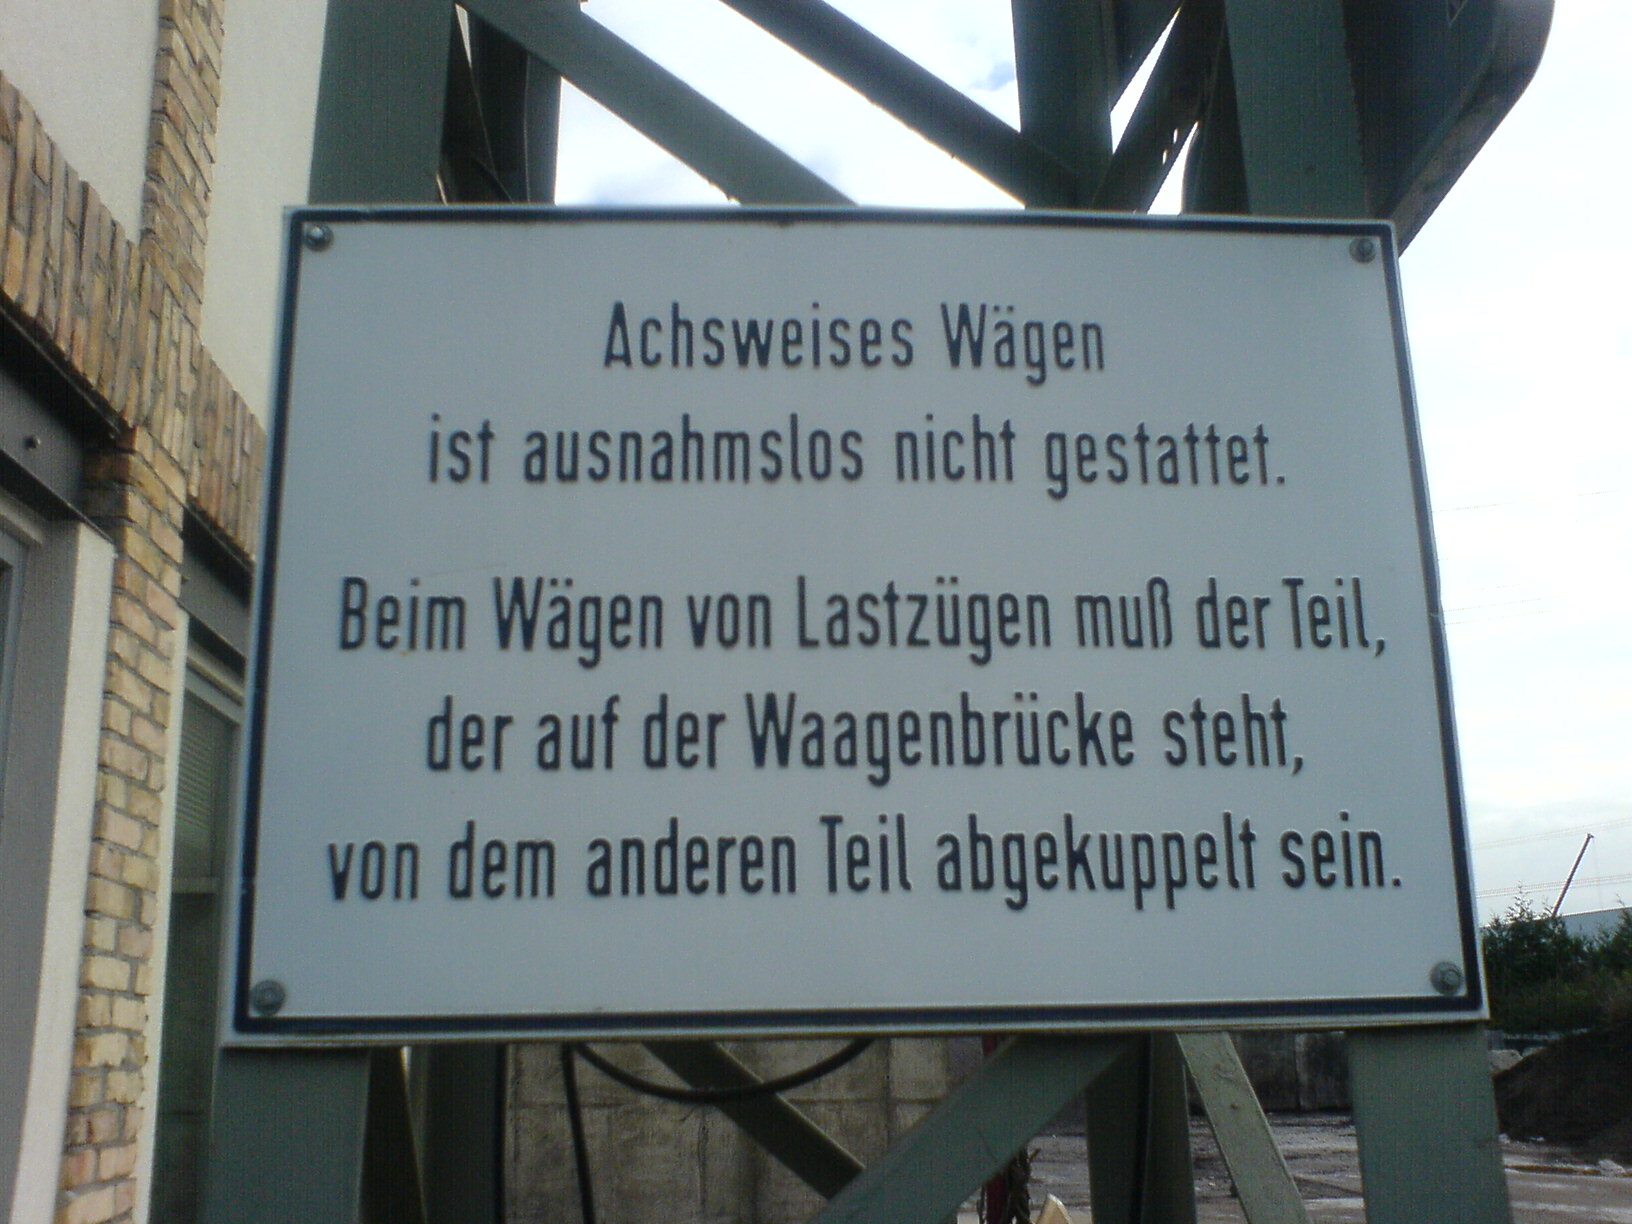 Achsweises Wägen
ist ausnahmslos nicht gestattet.
Beim Wägen von Lastzügen muß der Teil,
der auf der Waagenbrücke steht,
von dem anderen Teil abgekuppelt sein.